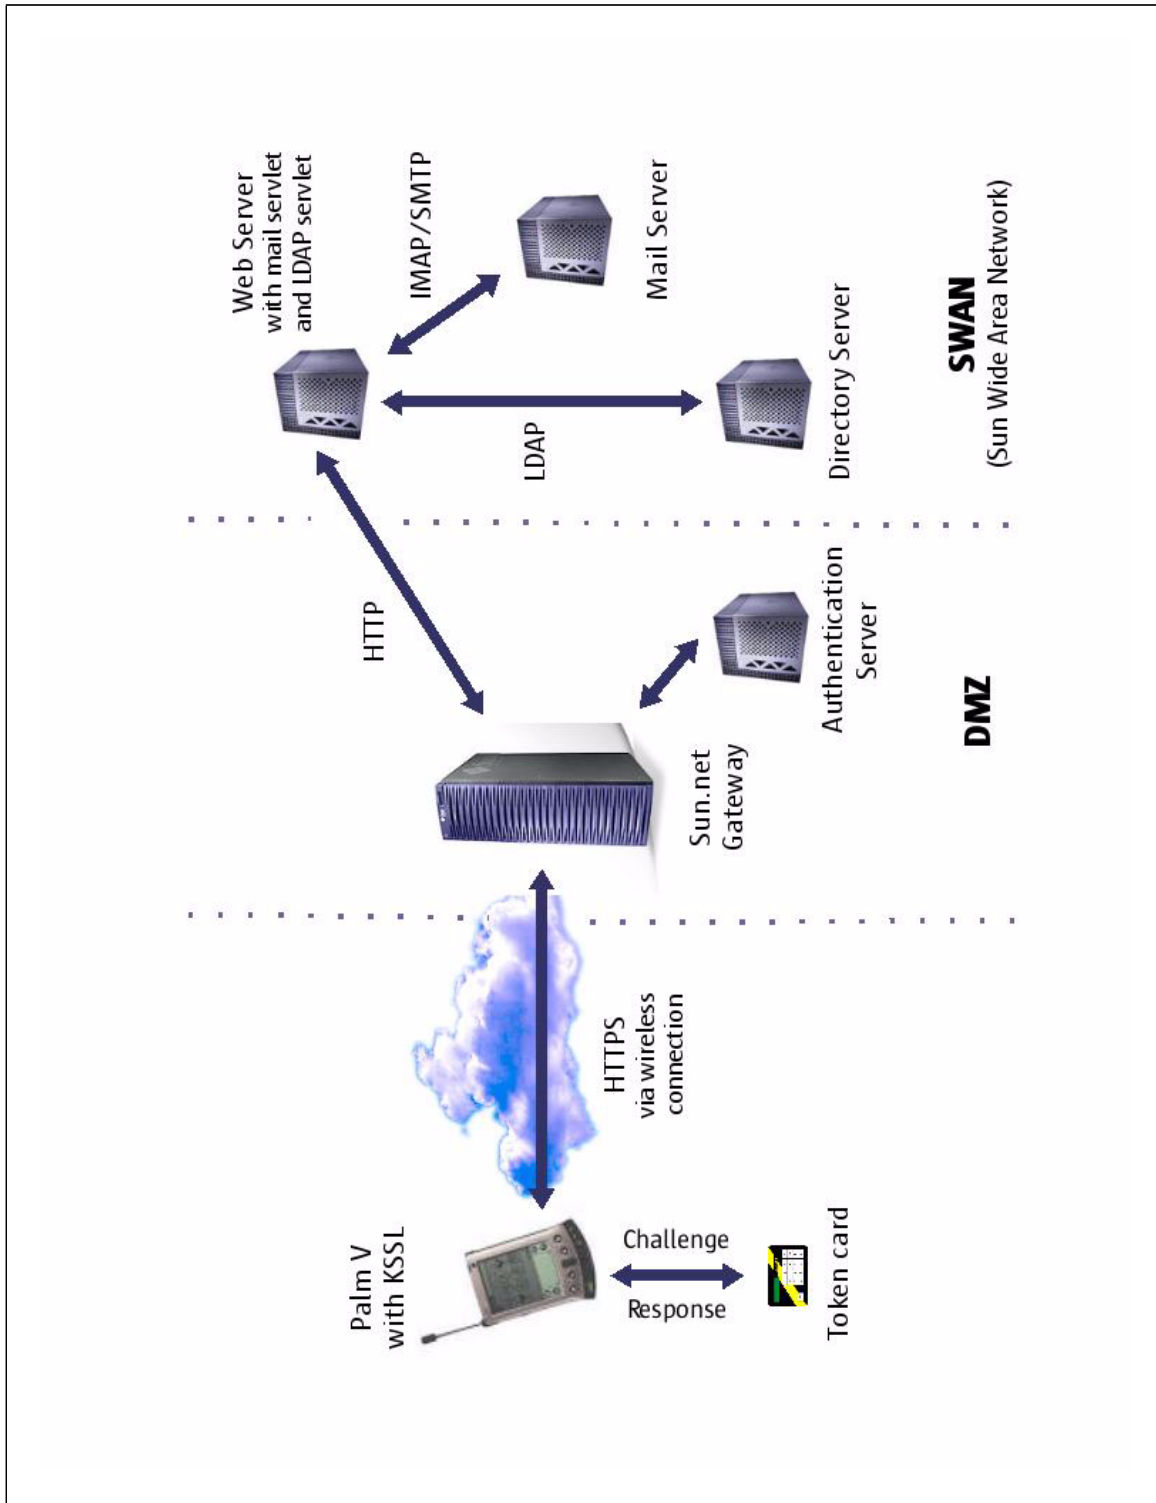 Palm V
with KSSL
Challenge
Response
Token card
HTTPS
via wireless
connection
Sun.net
Gateway
HTTP
Authentication
Server
DMZ
Web Server
with mail servlet
and LDAP servlet
IMAP/SMTP
Mail Server
LDAP
Directory Server
SWAN
(Sun Wide Area Network)